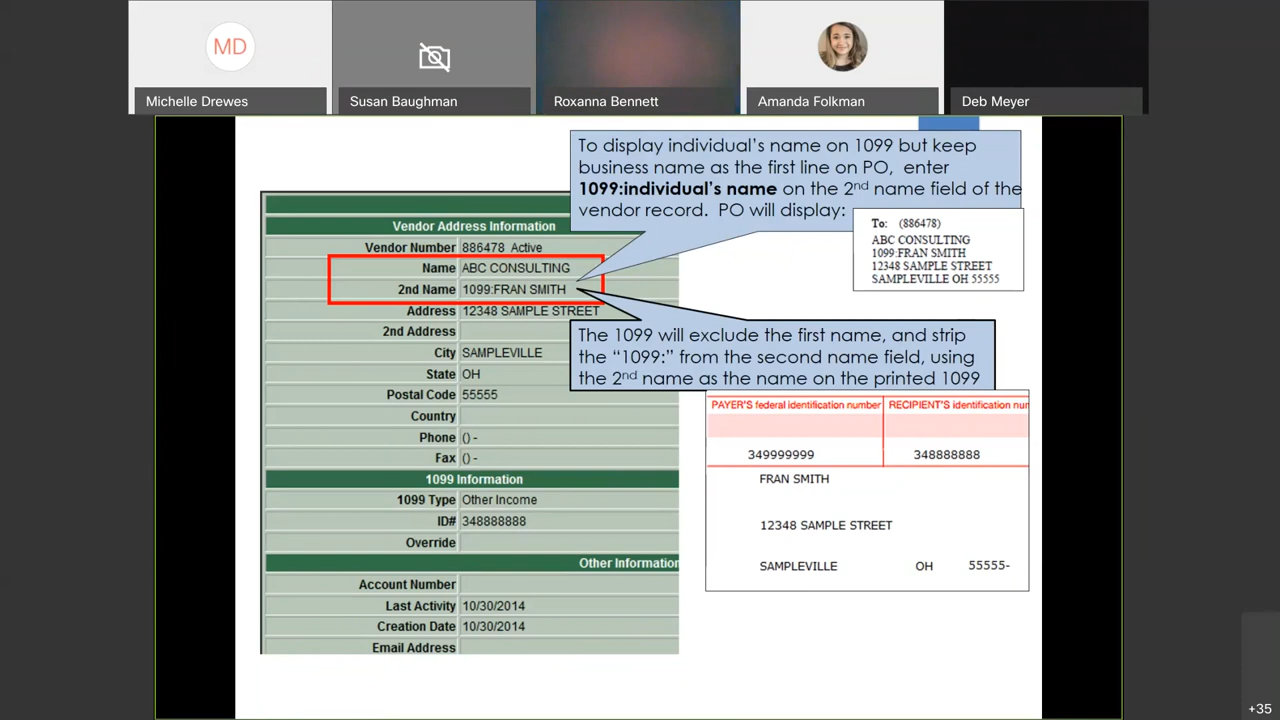 MD
Michelle Drewes
Susan Baughman
Roxanna Bennett
Amanda Folkman
Deb Meyer
To display individual's name on 1099 but keep
business name as the first line on PO, enter
1099:individual's name on the 2nd name field of the
vendor record. PO will display:
To: (886478)
ABC CONSULTING
1099:FRAN SMITH
12348 SAMPLE STREET
SAMPLEVILLE OH 55555
Vendor Address Information
Vendor Number 886478 Active
Name ABC CONSULTING
2nd Name 1099:FRAN SMITH
Address 12348 SAMPLE STREET
2nd Address
City SAMPLEVILLE
State OH
Postal Code 55555
Country
Phone () -
Fax () -
1099 Information
1099 Type Other Income
ID# 348888888
Override
Other Information
Account Number
Last Activity 10/30/2014
Creation Date 10/30/2014
Email Address
The 1099 will exclude the first name, and strip
the "1099:" from the second name field, using
the 2nd name as the name on the printed 1099
PAYER'S federal identification number RECIPIENT'S identification num
349999999 348888888
FRAN SMITH
12348 SAMPLE STREET
SAMPLEVILLE OH 55555-
+35